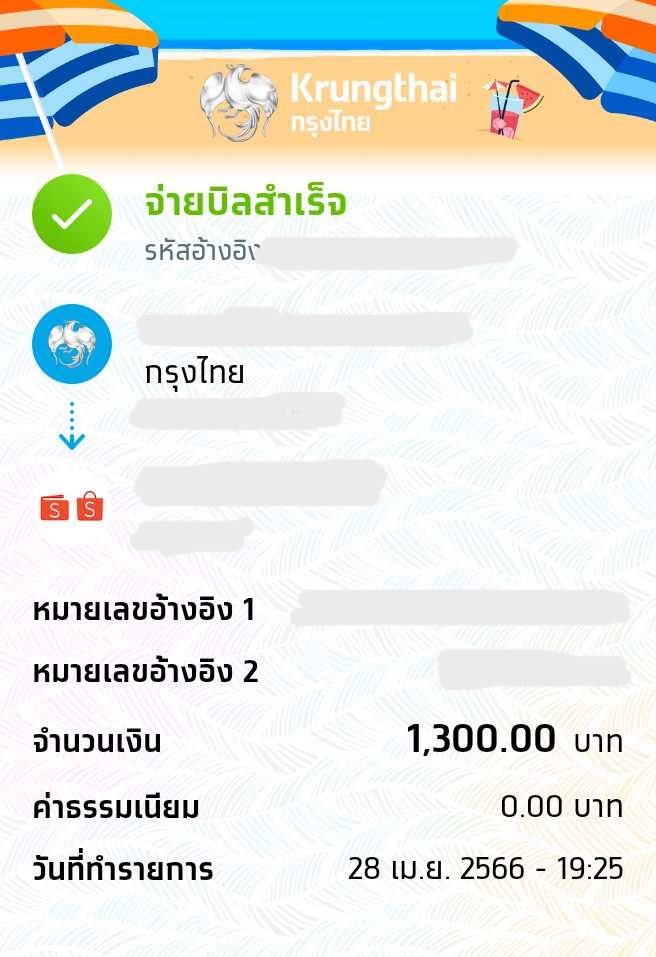 Krungthai
กรุงไทย
จ่ายบิลสำเร็จ
รหัสอ้างอิง
กรุงไทย
S S
หมายเลขอ้างอิง 1
หมายเลขอ้างอิง 2
จำนวนเงิน 1,300.00 บาท
ค่าธรรมเนียม 0.00 บาท
วันที่ทำรายการ 28 เม.ย. 2566 - 19:25